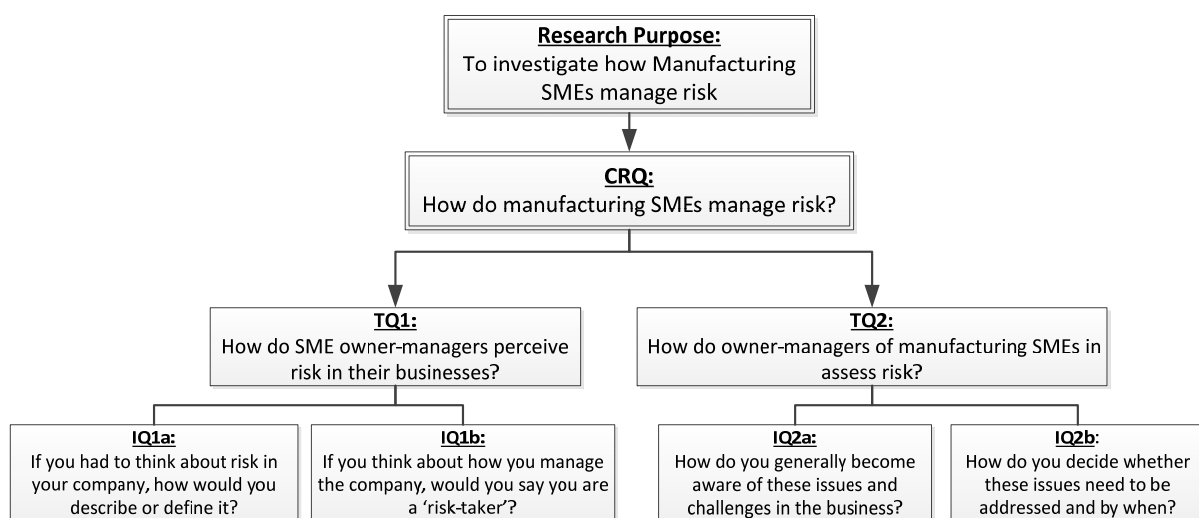 Research Purpose:
To investigate how Manufacturing
SMEs manage risk
CRQ:
How do manufacturing SMEs manage risk?
TQ1:
How do SME owner-managers perceive
risk in their businesses?
TQ2:
How do owner-managers of manufacturing SMEs in
assess risk?
IQ1a:
If you had to think about risk in
your company, how would you
describe or define it?
IQ1b:
If you think about how you manage
the company, would you say you are
a ‘risk-taker’?
IQ2a:
How do you generally become
aware of these issues and
challenges in the business?
IQ2b:
How do you decide whether
these issues need to be
addressed and by when?